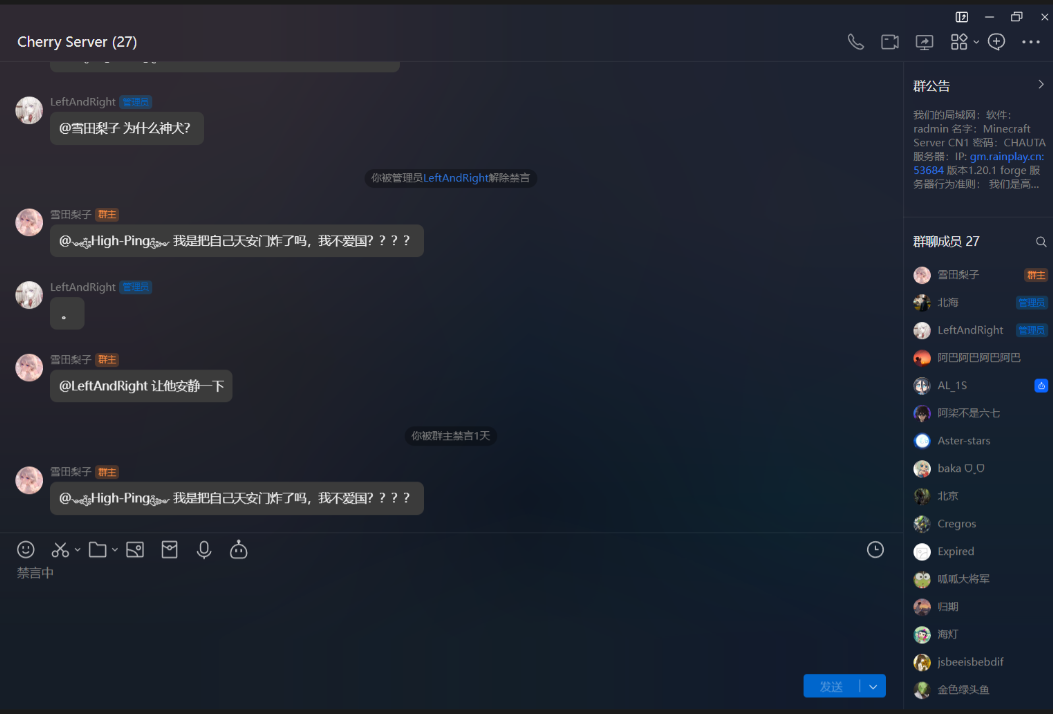 Cherry Server (27)
LeftAndRight 管理员
@雪田梨子 为什么神犬?
你被管理员LeftAndRight解除禁言
雪田梨子 群主
@High-Ping 我是把自己天安门炸了吗，我不爱国？？？？
LeftAndRight 管理员
。
雪田梨子 群主
@LeftAndRight 让他安静一下
你被群主禁言1天
雪田梨子 群主
@High-Ping 我是把自己天安门炸了吗，我不爱国？？？？
禁言中
发送
群公告
我们的局域网：软件：
radmin 名字：Minecraft
Server CN1 密码：CHAUTA
服务器：IP: gm.rainplay.cn:
53684 版本1.20.1 forge 服
务器行为准则： 我们是高...
群聊成员 27
雪田梨子 群主
北海 管理员
LeftAndRight 管理员
阿巴阿巴阿巴阿巴
AL_1S
阿柒不是六七
Aster-stars
baka
北京
Cregros
Expired
呱呱大将军
归期
海灯
jsbeeisbebdif
金色绿头鱼